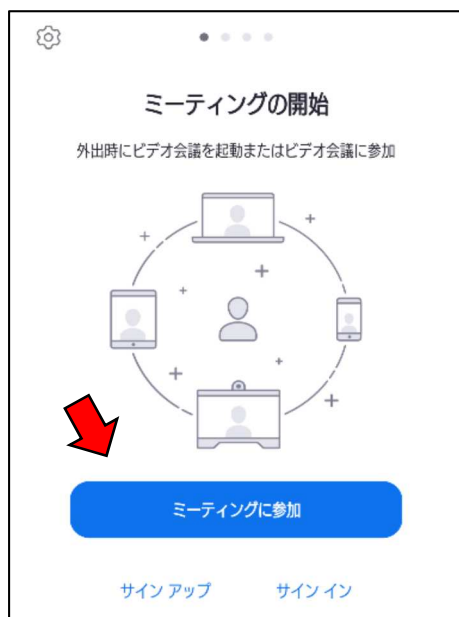 ミーティングの開始
外出時にビデオ会議を起動またはビデオ会議に参加
ミーティングに参加
サイン アップ サイン イン